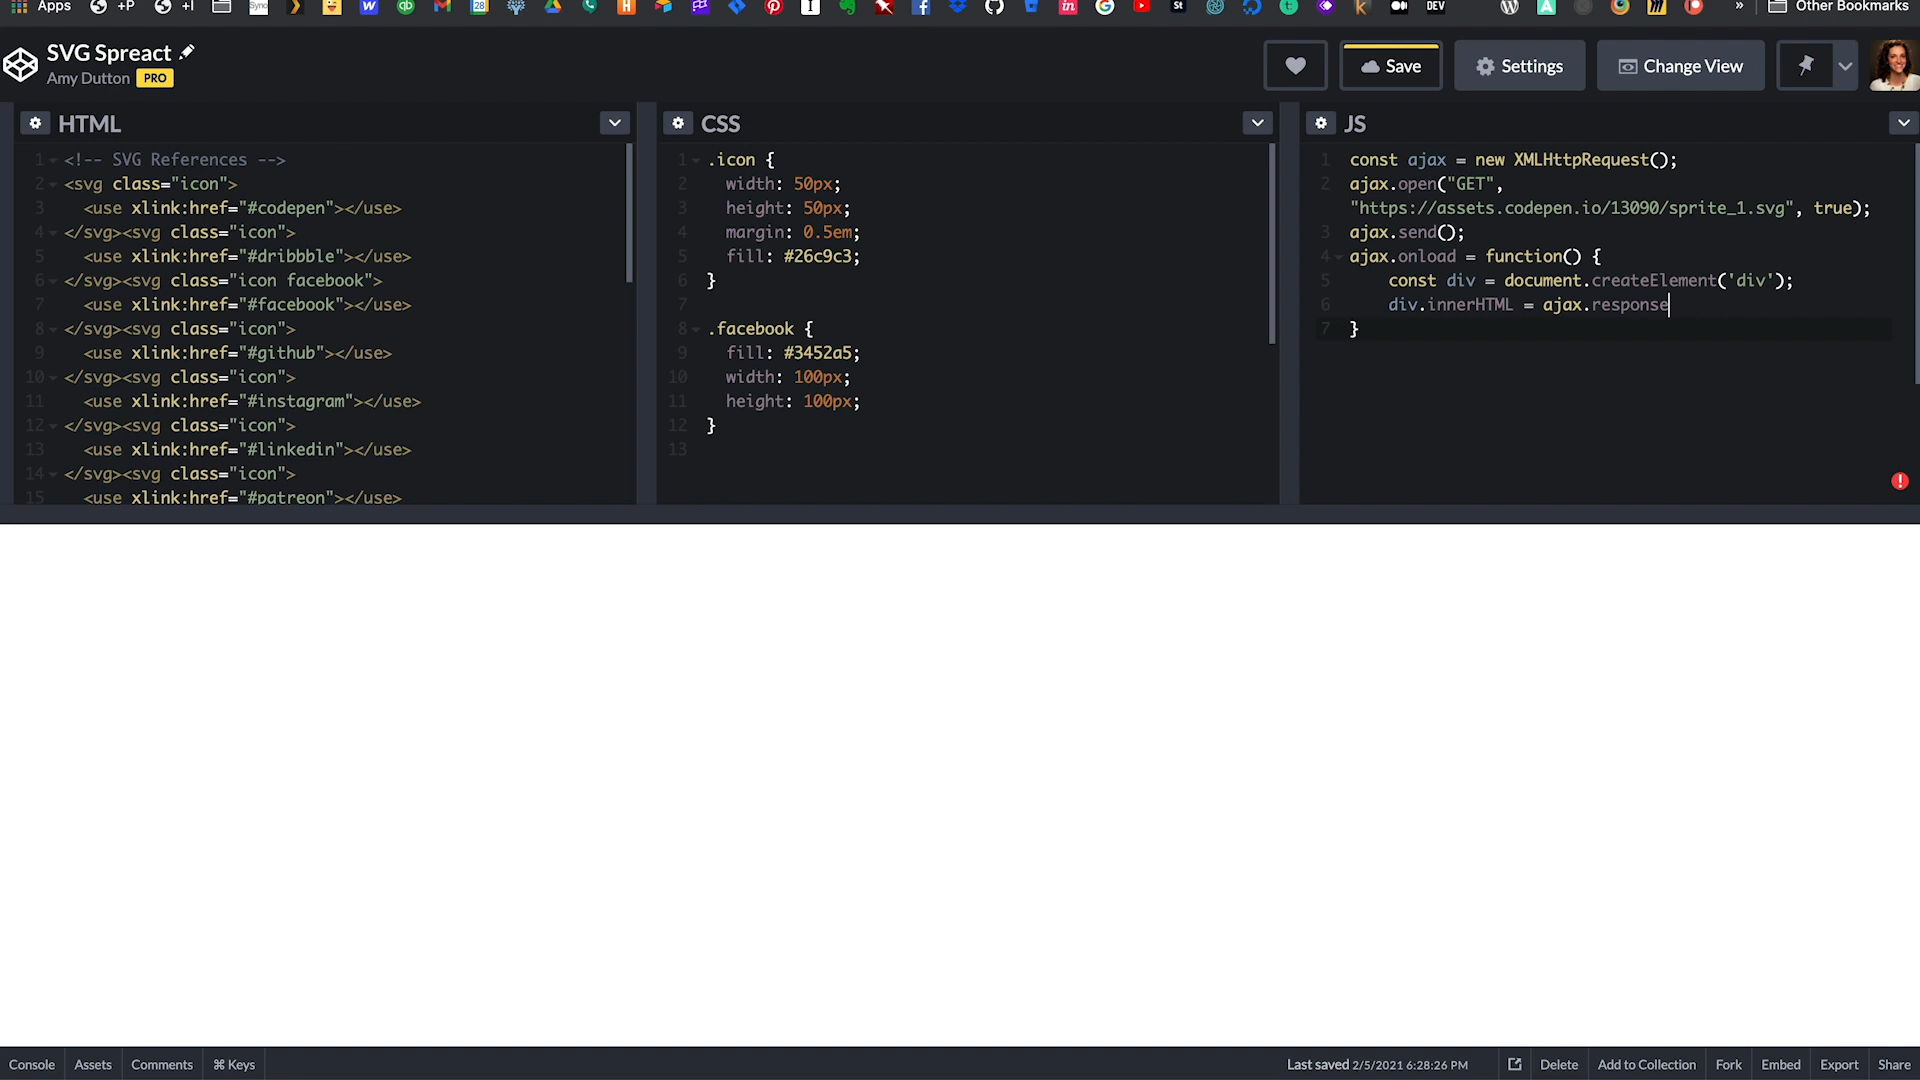 Apps
+P
+I
Sync
28
St
DEV
»
Other Bookmarks
SVG Spreact
Amy Dutton PRO
Save
Settings
Change View
HTML
1 <!-- SVG References -->
2 <svg class="icon">
3 <use xlink:href="#codepen"></use>
4 </svg><svg class="icon">
5 <use xlink:href="#dribbble"></use>
6 </svg><svg class="icon facebook">
7 <use xlink:href="#facebook"></use>
8 </svg><svg class="icon">
9 <use xlink:href="#github"></use>
10 </svg><svg class="icon">
11 <use xlink:href="#instagram"></use>
12 </svg><svg class="icon">
13 <use xlink:href="#linkedin"></use>
14 </svg><svg class="icon">
15 <use xlink:href="#patreon"></use>
CSS
1 .icon {
2 width: 50px;
3 height: 50px;
4 margin: 0.5em;
5 fill: #26c9c3;
6 }
7
8 .facebook {
9 fill: #3452a5;
10 width: 100px;
11 height: 100px;
12 }
13
JS
1 const ajax = new XMLHttpRequest();
2 ajax.open("GET",
"https://assets.codepen.io/13090/sprite_1.svg", true);
3 ajax.send();
4 ajax.onload = function() {
5 const div = document.createElement('div');
6 div.innerHTML = ajax.response
7 }
Console
Assets
Comments
⌘ Keys
Last saved 2/5/2021 6:28:26 PM
Delete
Add to Collection
Fork
Embed
Export
Share